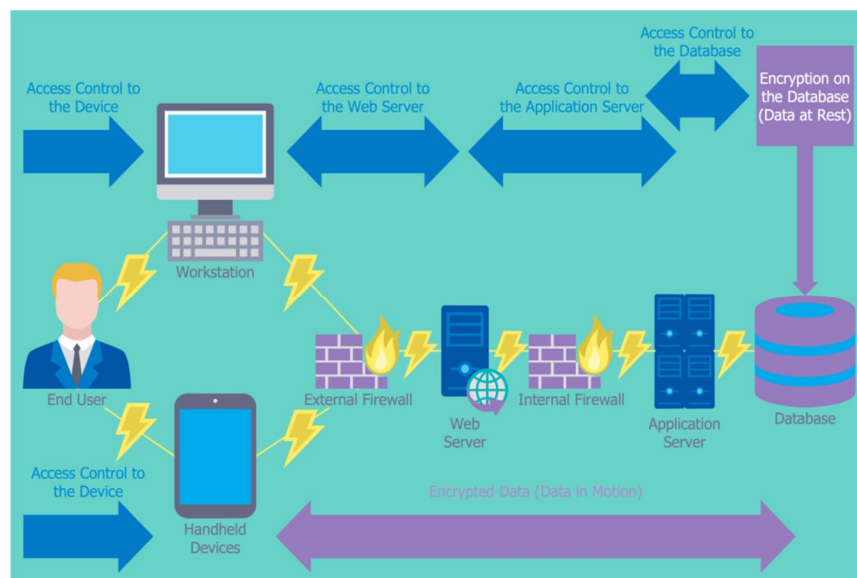 Access Control to
the Database
Access Control to
the Device
Access Control to
the Web Server
Access Control to
the Application Server
Encryption on
the Database
(Data at Rest)
Workstation
End User
External Firewall
Web
Server
Internal Firewall
Application
Server
Database
Access Control to
the Device
Encrypted Data (Data in Motion)
Handheld
Devices